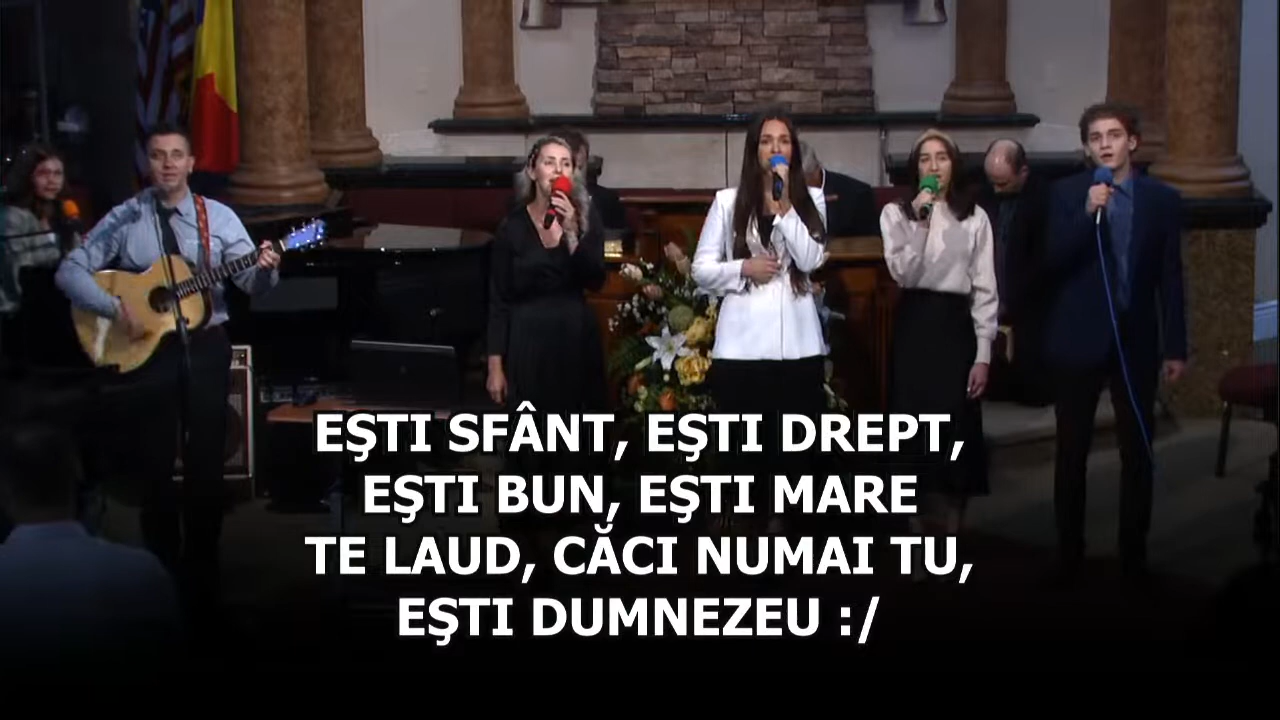 EŞTI SFÂNT, EŞTI DREPT,
EŞTI BUN, EŞTI MARE
TE LAUD, CĂCI NUMAI TU,
EŞTI DUMNEZEU :/